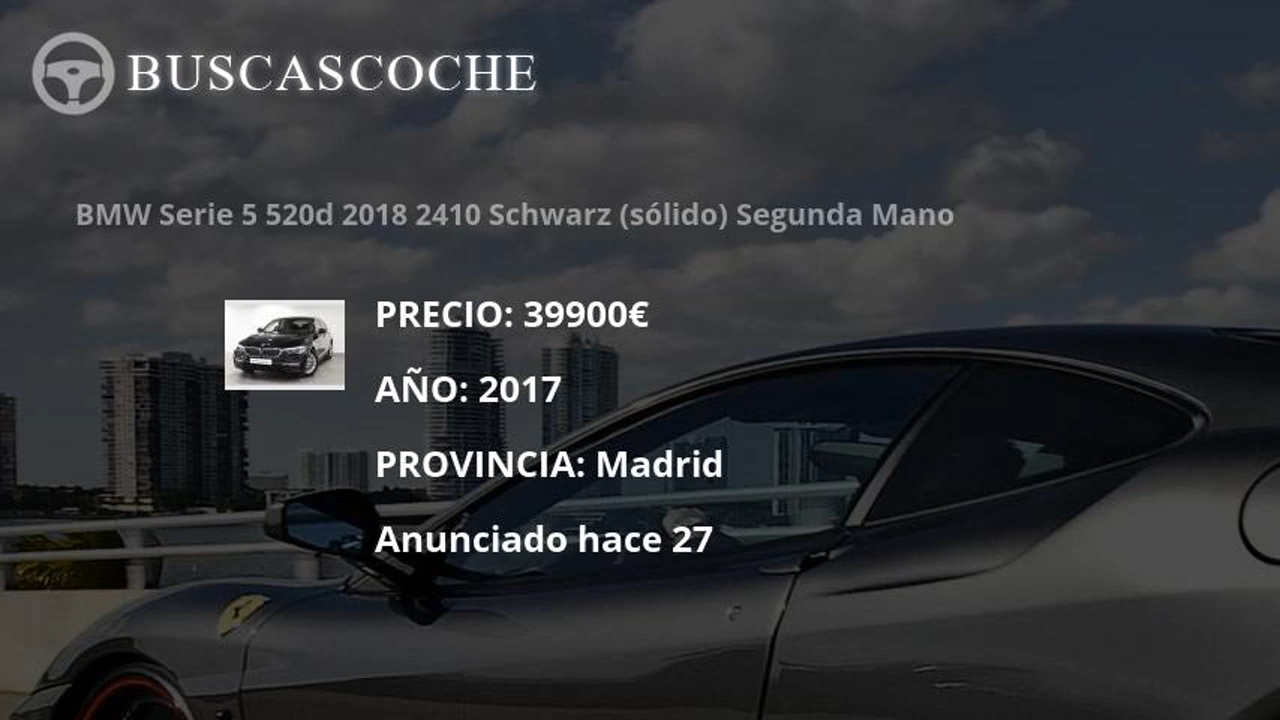 BUSCASCOCHE
BMW Serie 5 520d 2018 2410 Schwarz (sólido) Segunda Mano
PRECIO: 39900€
AÑO: 2017
PROVINCIA: Madrid
Anunciado hace 27